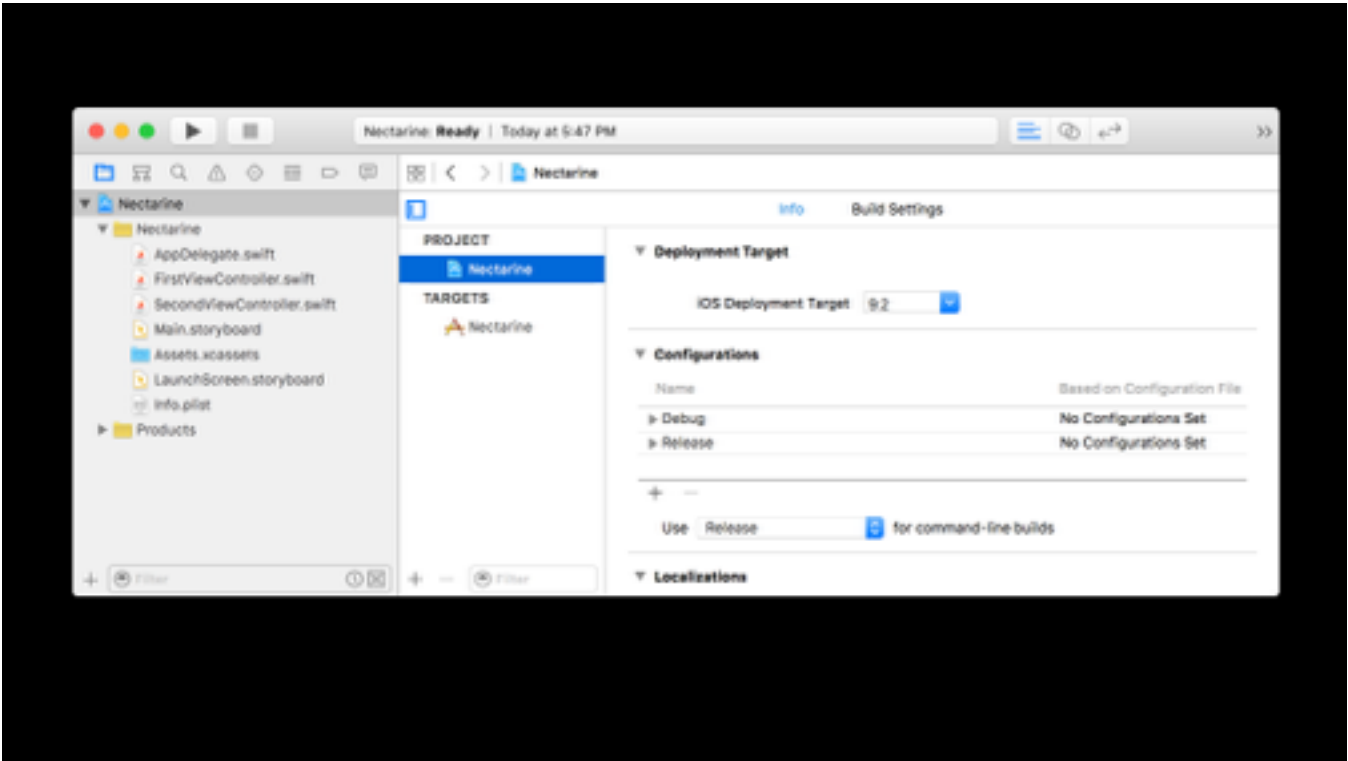 Nectarine: Ready | Today at 5:47 PM
Nectarine
Nectarine
Nectarine
AppDelegate.swift
FirstViewController.swift
SecondViewController.swift
Main.storyboard
Assets.xcassets
LaunchScreen.storyboard
Info.plist
Products
Filter
Info Build Settings
PROJECT
Nectarine
TARGETS
Nectarine
Filter
Deployment Target
iOS Deployment Target 9.2
Configurations
Name Based on Configuration File
Debug No Configurations Set
Release No Configurations Set
Use Release for command-line builds
Localizations